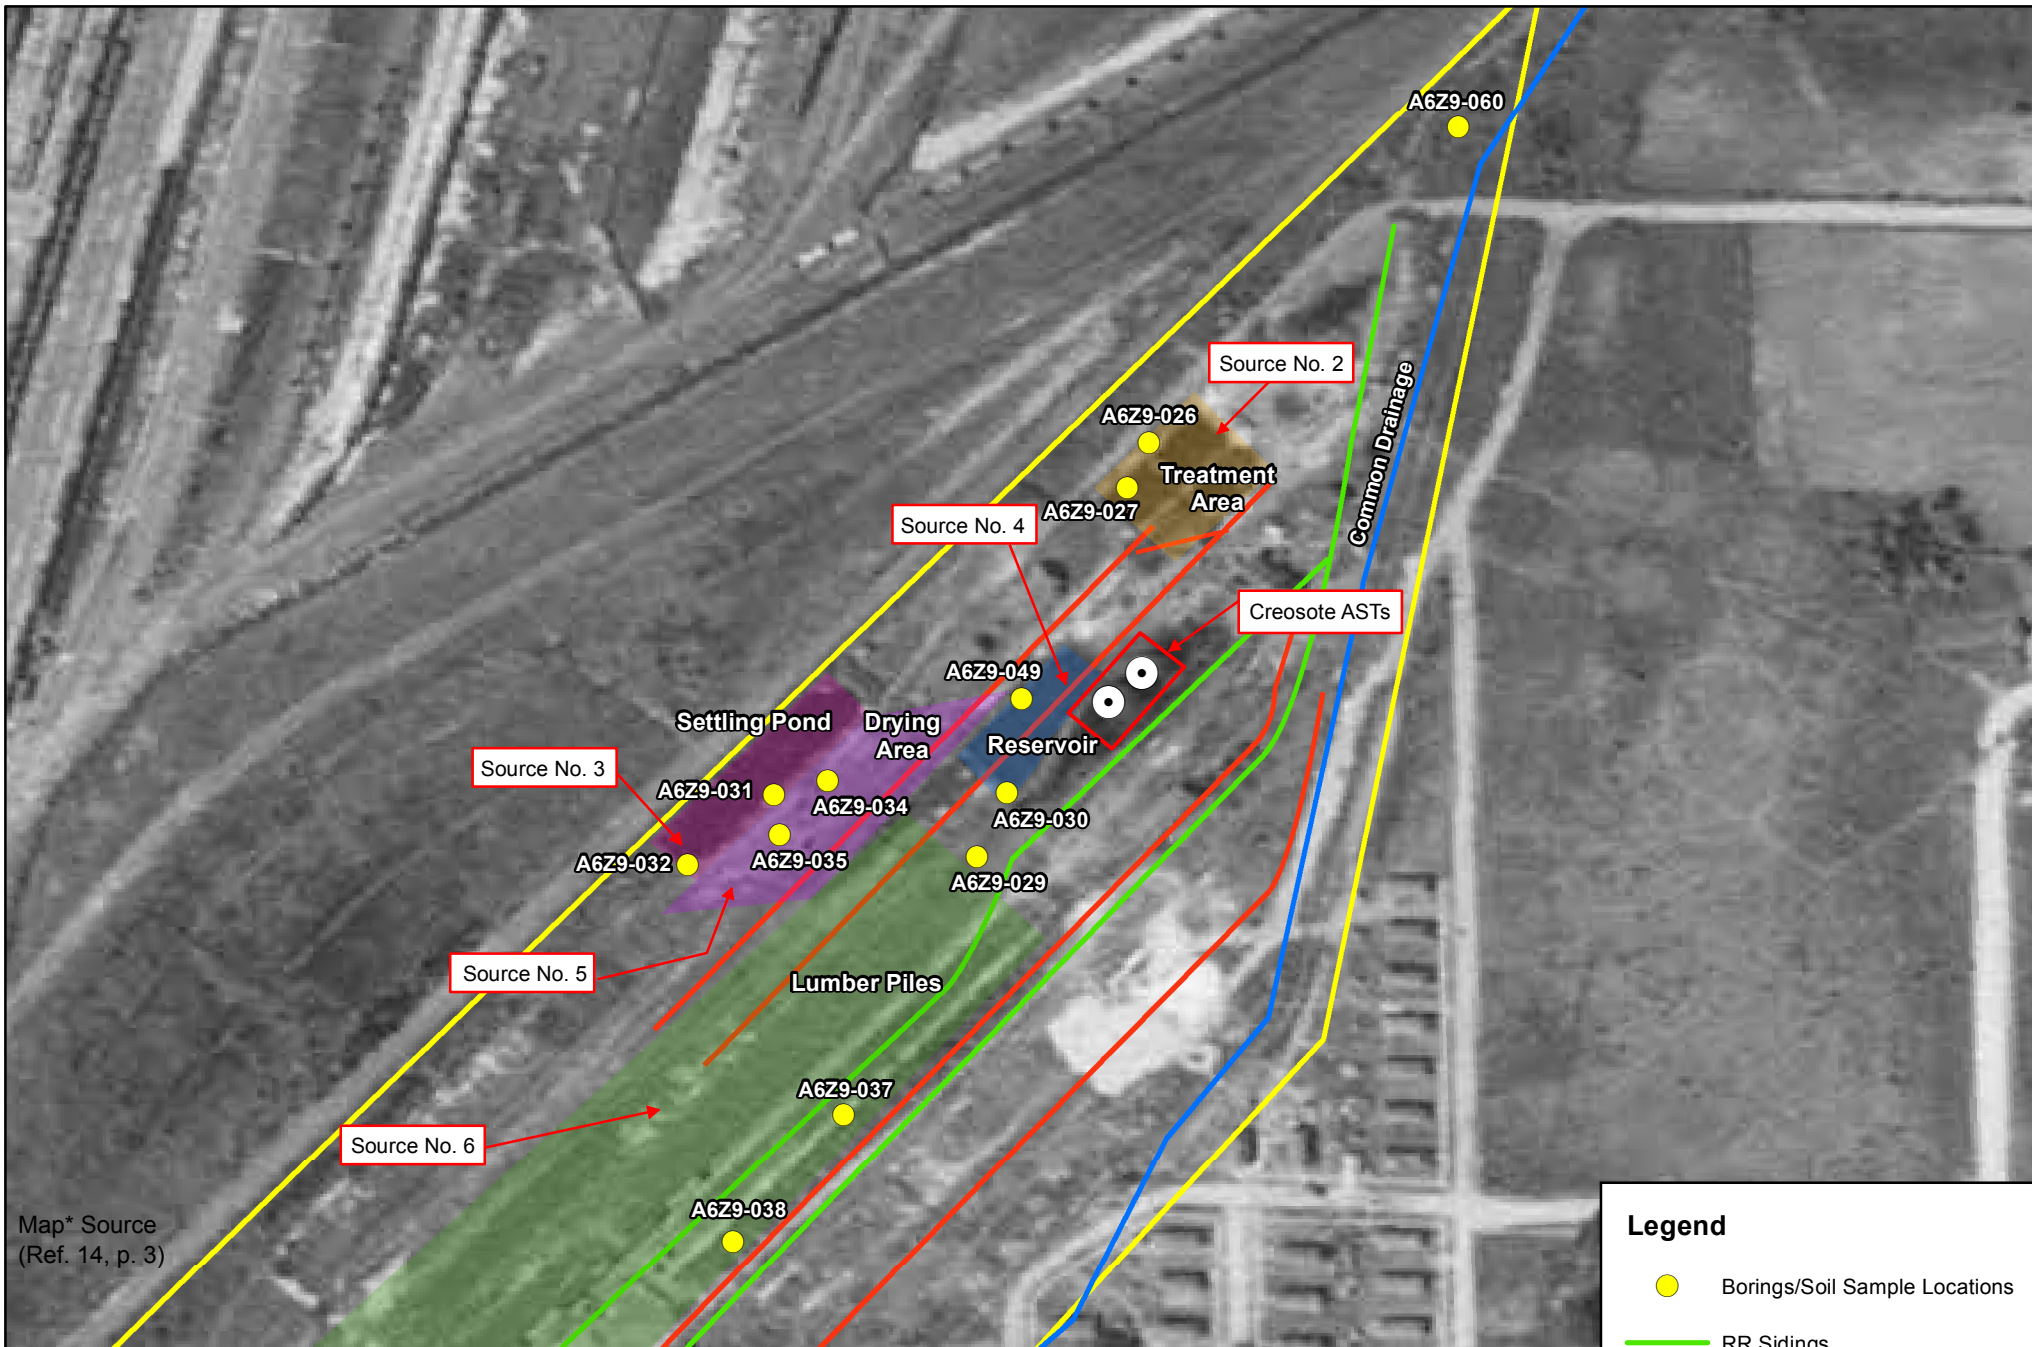 A6Z9-060
Source No. 2
Common Drainage
A6Z9-026
Treatment
Area
A6Z9-027
Source No. 4
Creosote ASTs
A6Z9-049
Settling Pond
Drying
Area
Reservoir
Source No. 3
A6Z9-031
A6Z9-034
A6Z9-030
A6Z9-032
A6Z9-035
A6Z9-029
Source No. 5
Lumber Piles
A6Z9-037
Source No. 6
A6Z9-038
Map* Source
(Ref. 14, p. 3)
Legend
Borings/Soil Sample Locations
RR Sidings